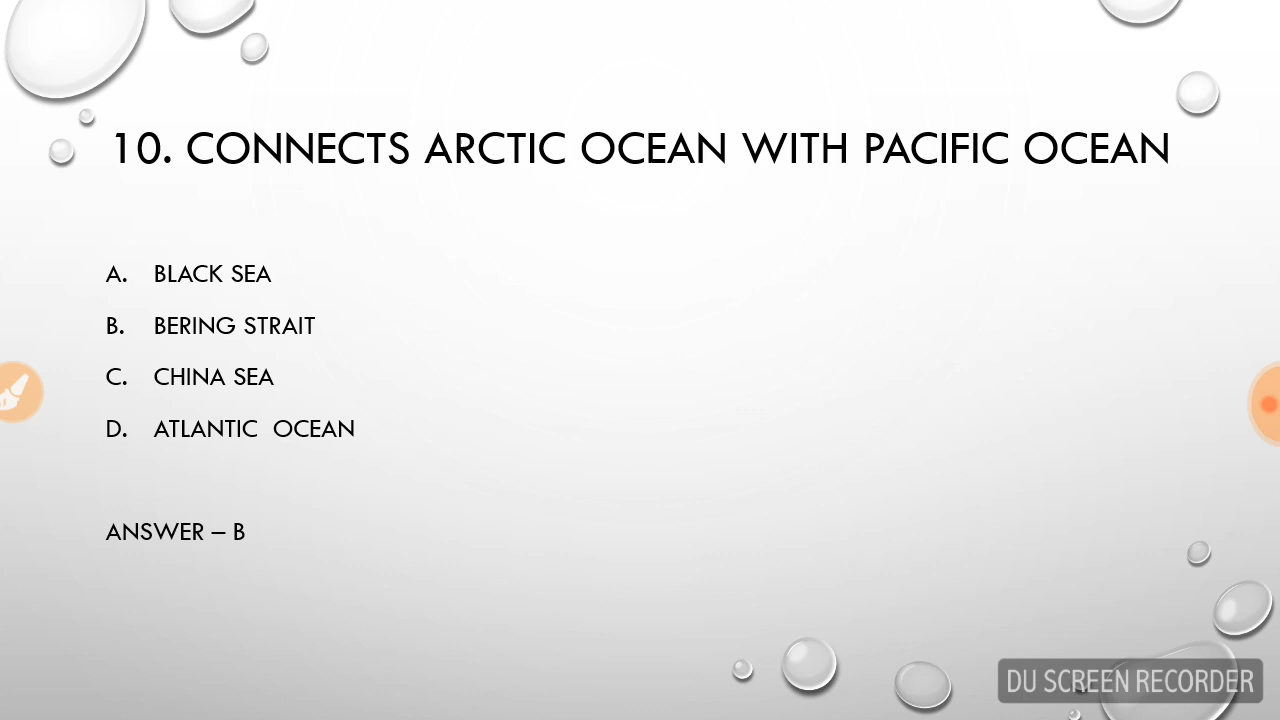 10. CONNECTS ARCTIC OCEAN WITH PACIFIC OCEAN
A. BLACK SEA
B. BERING STRAIT
C. CHINA SEA
D. ATLANTIC OCEAN
ANSWER – B
DU SCREEN RECORDER